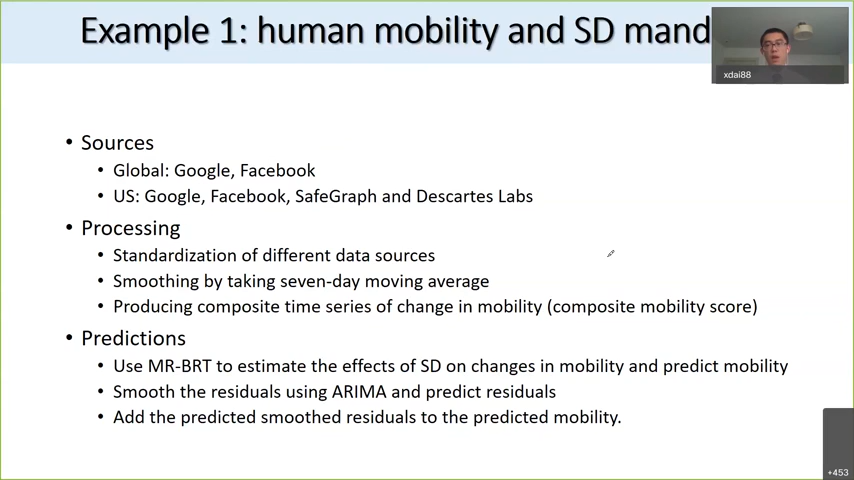 Example 1: human mobility and SD mand
xdai88
• Sources
• Global: Google, Facebook
• US: Google, Facebook, SafeGraph and Descartes Labs
• Processing
• Standardization of different data sources
• Smoothing by taking seven-day moving average
• Producing composite time series of change in mobility (composite mobility score)
• Predictions
• Use MR-BRT to estimate the effects of SD on changes in mobility and predict mobility
• Smooth the residuals using ARIMA and predict residuals
• Add the predicted smoothed residuals to the predicted mobility.
+453